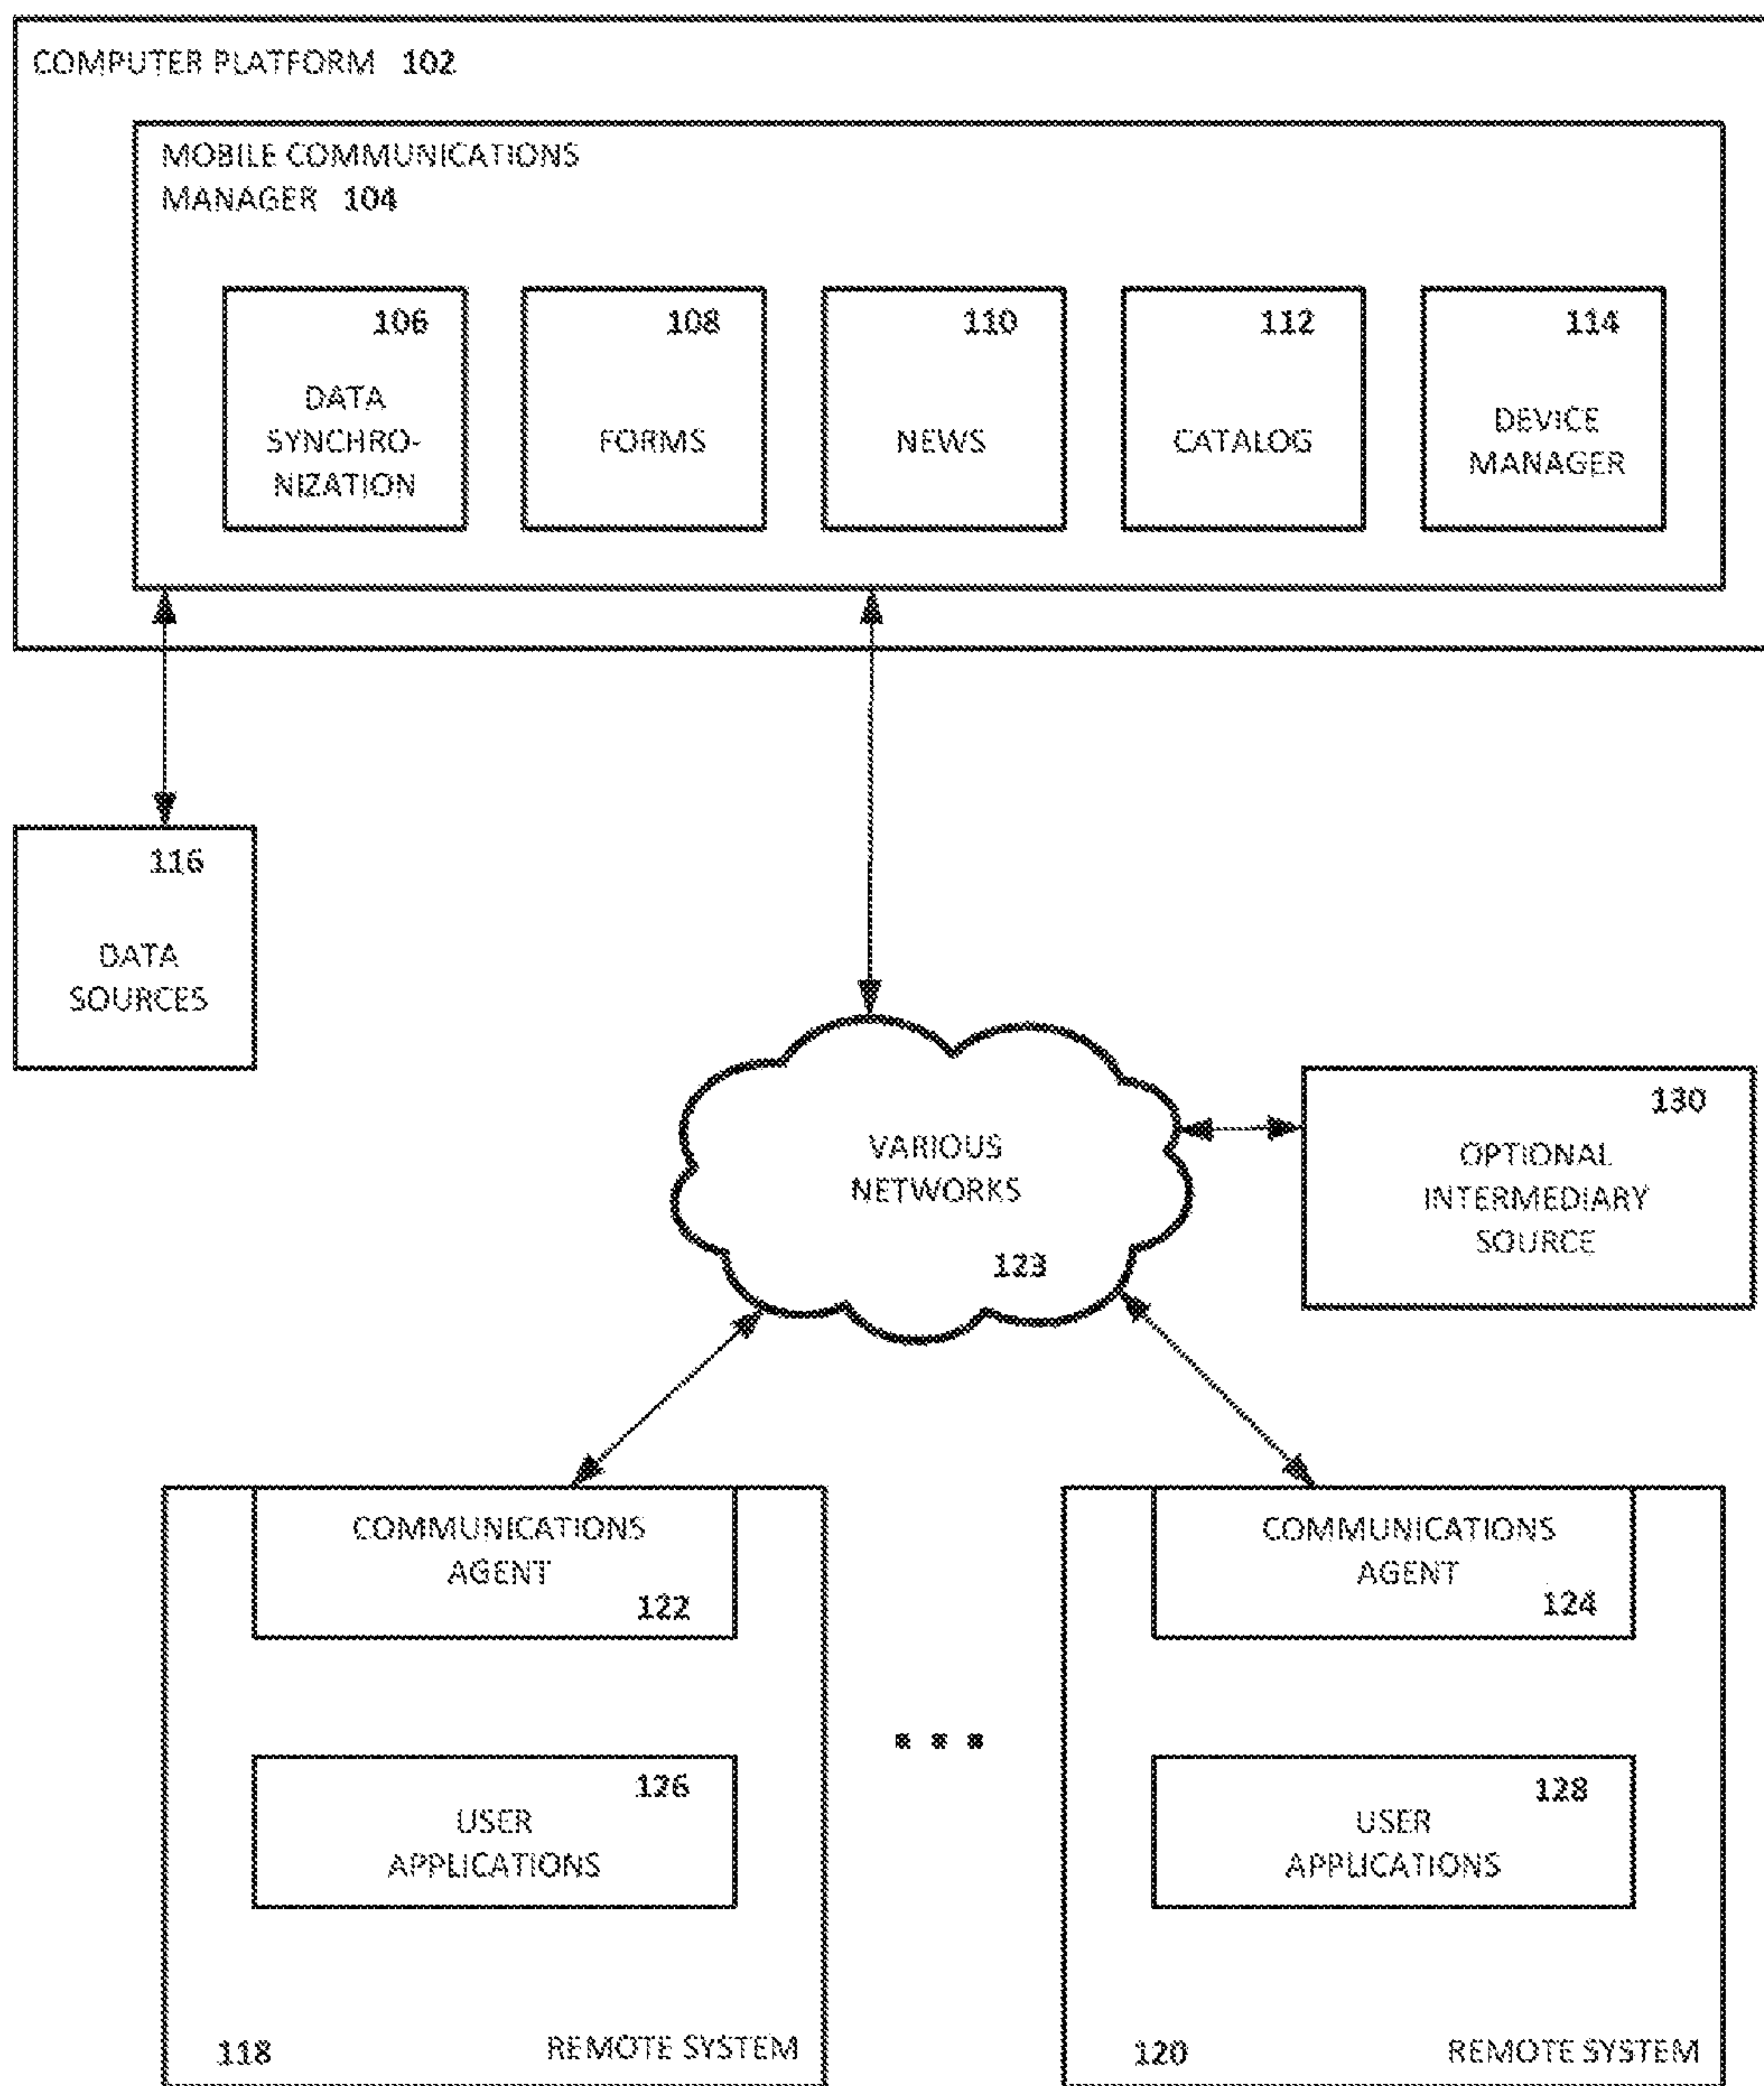 COMPUTER PLATFORM 102
MOBILE COMMUNICATIONS
MANAGER 104
106
DATA
SYNCHRO-
NIZATION
108
FORMS
110
NEWS
112
CATALOG
114
DEVICE
MANAGER
116
DATA
SOURCES
VARIOUS
NETWORKS
123
130
OPTIONAL
INTERMEDIARY
SOURCE
COMMUNICATIONS
AGENT
122
126
USER
APPLICATIONS
118 REMOTE SYSTEM
COMMUNICATIONS
AGENT
124
128
USER
APPLICATIONS
120 REMOTE SYSTEM